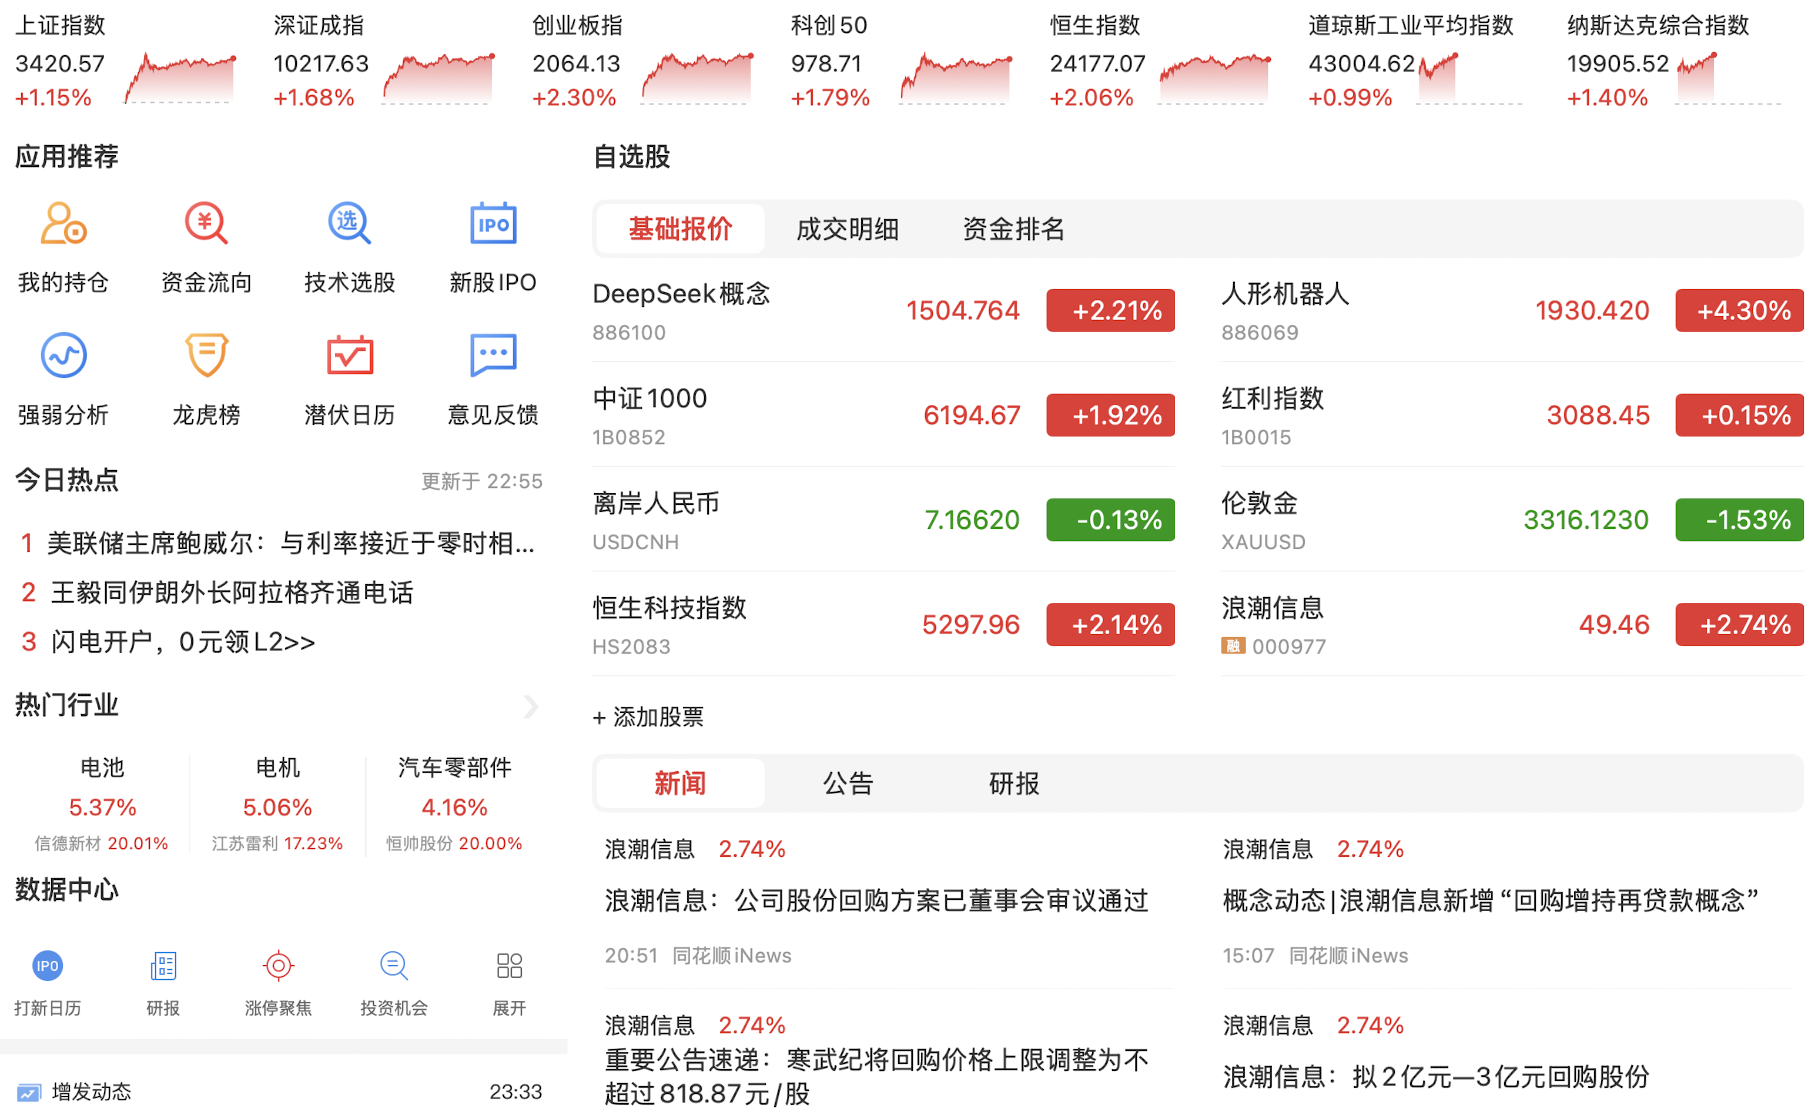 上证指数
3420.57
+1.15%
深证成指
10217.63
+1.68%
创业板指
2064.13
+2.30%
科创50
978.71
+1.79%
恒生指数
24177.07
+2.06%
道琼斯工业平均指数
43004.62
+0.99%
纳斯达克综合指数
19905.52
+1.40%
应用推荐
我的持仓
¥
资金流向
选
技术选股
IPO
新股IPO
强弱分析
龙虎榜
潜伏日历
意见反馈
今日热点
更新于 22:55
1 美联储主席鲍威尔：与利率接近于零时相...
2 王毅同伊朗外长阿拉格齐通电话
3 闪电开户，0元领L2>>
热门行业
电池
5.37%
信德新材 20.01%
电机
5.06%
江苏雷利 17.23%
汽车零部件
4.16%
恒帅股份 20.00%
数据中心
IPO
打新日历
研报
涨停聚焦
投资机会
展开
增发动态
23:33
自选股
基础报价
成交明细
资金排名
DeepSeek概念
886100
1504.764
+2.21%
人形机器人
886069
1930.420
+4.30%
中证1000
1B0852
6194.67
+1.92%
红利指数
1B0015
3088.45
+0.15%
离岸人民币
USDCNH
7.16620
-0.13%
伦敦金
XAUUSD
3316.1230
-1.53%
恒生科技指数
HS2083
5297.96
+2.14%
浪潮信息
融 000977
49.46
+2.74%
+ 添加股票
新闻
公告
研报
浪潮信息 2.74%
浪潮信息：公司股份回购方案已董事会审议通过
20:51 同花顺iNews
浪潮信息 2.74%
概念动态|浪潮信息新增“回购增持再贷款概念”
15:07 同花顺iNews
浪潮信息 2.74%
重要公告速递：寒武纪将回购价格上限调整为不
超过818.87元/股
浪潮信息 2.74%
浪潮信息：拟2亿元—3亿元回购股份